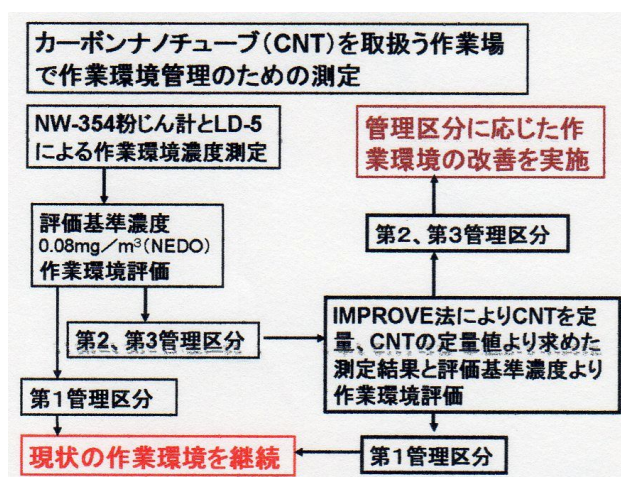 カーボンナノチューブ(CNT)を取扱う作業場
で作業環境管理のための測定
NW-354粉じん計とLD-5
による作業環境濃度測定
評価基準濃度
0.08mg/m³(NEDO)
作業環境評価
第2、第3管理区分
第1管理区分
現状の作業環境を継続
管理区分に応じた作
業環境の改善を実施
第2、第3管理区分
IMPROVE法によりCNTを定
量、CNTの定量値より求めた
測定結果と評価基準濃度より
作業環境評価
第1管理区分